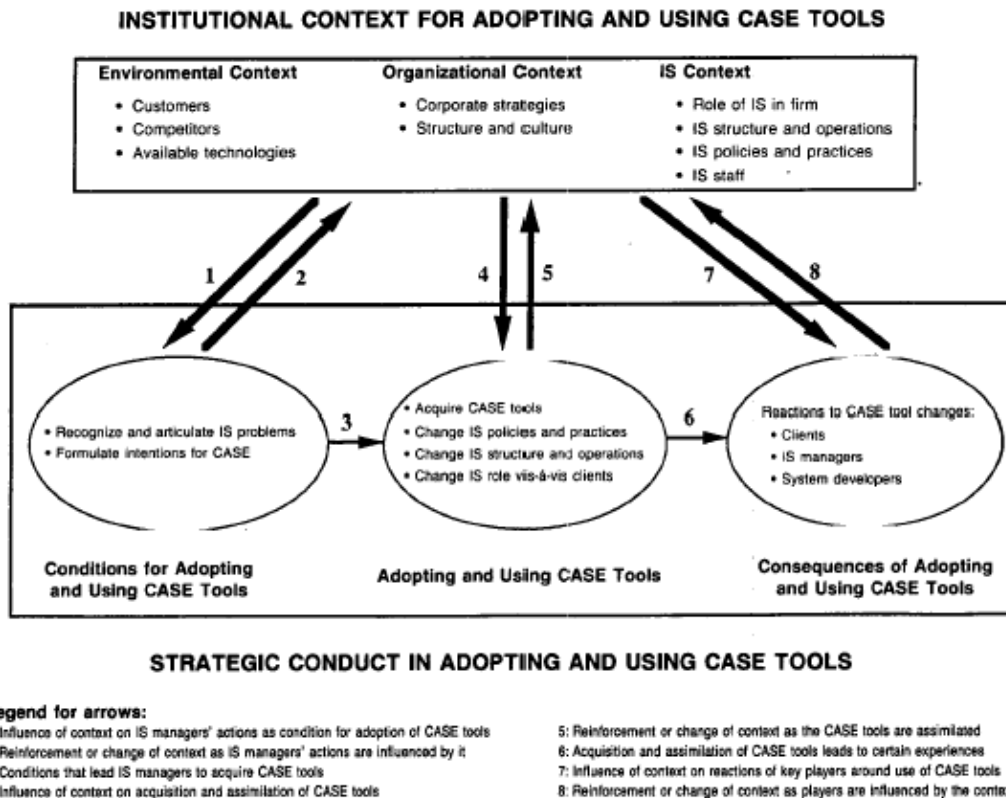 INSTITUTIONAL CONTEXT FOR ADOPTING AND USING CASE TOOLS
Environmental Context
• Customers
• Competitors
• Available technologies
Organizational Context
• Corporate strategies
• Structure and culture
IS Context
• Role of IS in firm
• IS structure and operations
• IS policies and practices
• IS staff
1
2
4
5
7
8
• Recognize and articulate IS problems
• Formulate intentions for CASE
3
• Acquire CASE tools
• Change IS policies and practices
• Change IS structure and operations
• Change IS role vis-á-vis clients
6
Reactions to CASE tool changes:
• Clients
• IS managers
• System developers
Conditions for Adopting
and Using CASE Tools
Adopting and Using CASE Tools
Consequences of Adopting
and Using CASE Tools
STRATEGIC CONDUCT IN ADOPTING AND USING CASE TOOLS
egend for arrows:
Influence of context on IS managers' actions as condition for adoption of CASE tools
Reinforcement or change of context as IS managers' actions are influenced by it
Conditions that lead IS managers to acquire CASE tools
Influence of context on acquisition and assimilation of CASE tools
5: Reinforcement or change of context as the CASE tools are assimilated
6: Acquisition and assimilation of CASE tools leads to certain experiences
7: Influence of context on reactions of key players around use of CASE tools
8: Reinforcement or change of context as players are influenced by the conte